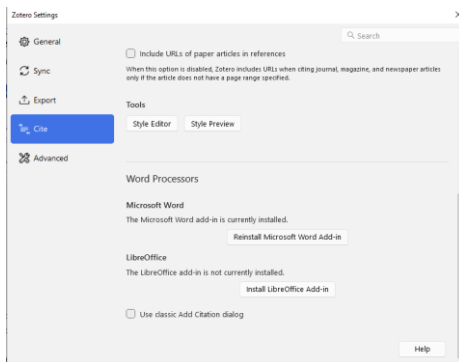 Zotero Settings
Search
General
Sync
Export
Cite
Advanced
Include URLs of paper articles in references
When this option is disabled, Zotero includes URLs when citing journal, magazine, and newspaper articles
only if the article does not have a page range specified.
Tools
Style Editor Style Preview
Word Processors
Microsoft Word
The Microsoft Word add-in is currently installed.
Reinstall Microsoft Word Add-in
LibreOffice
The LibreOffice add-in is not currently installed.
Install LibreOffice Add-in
Use classic Add Citation dialog
Help